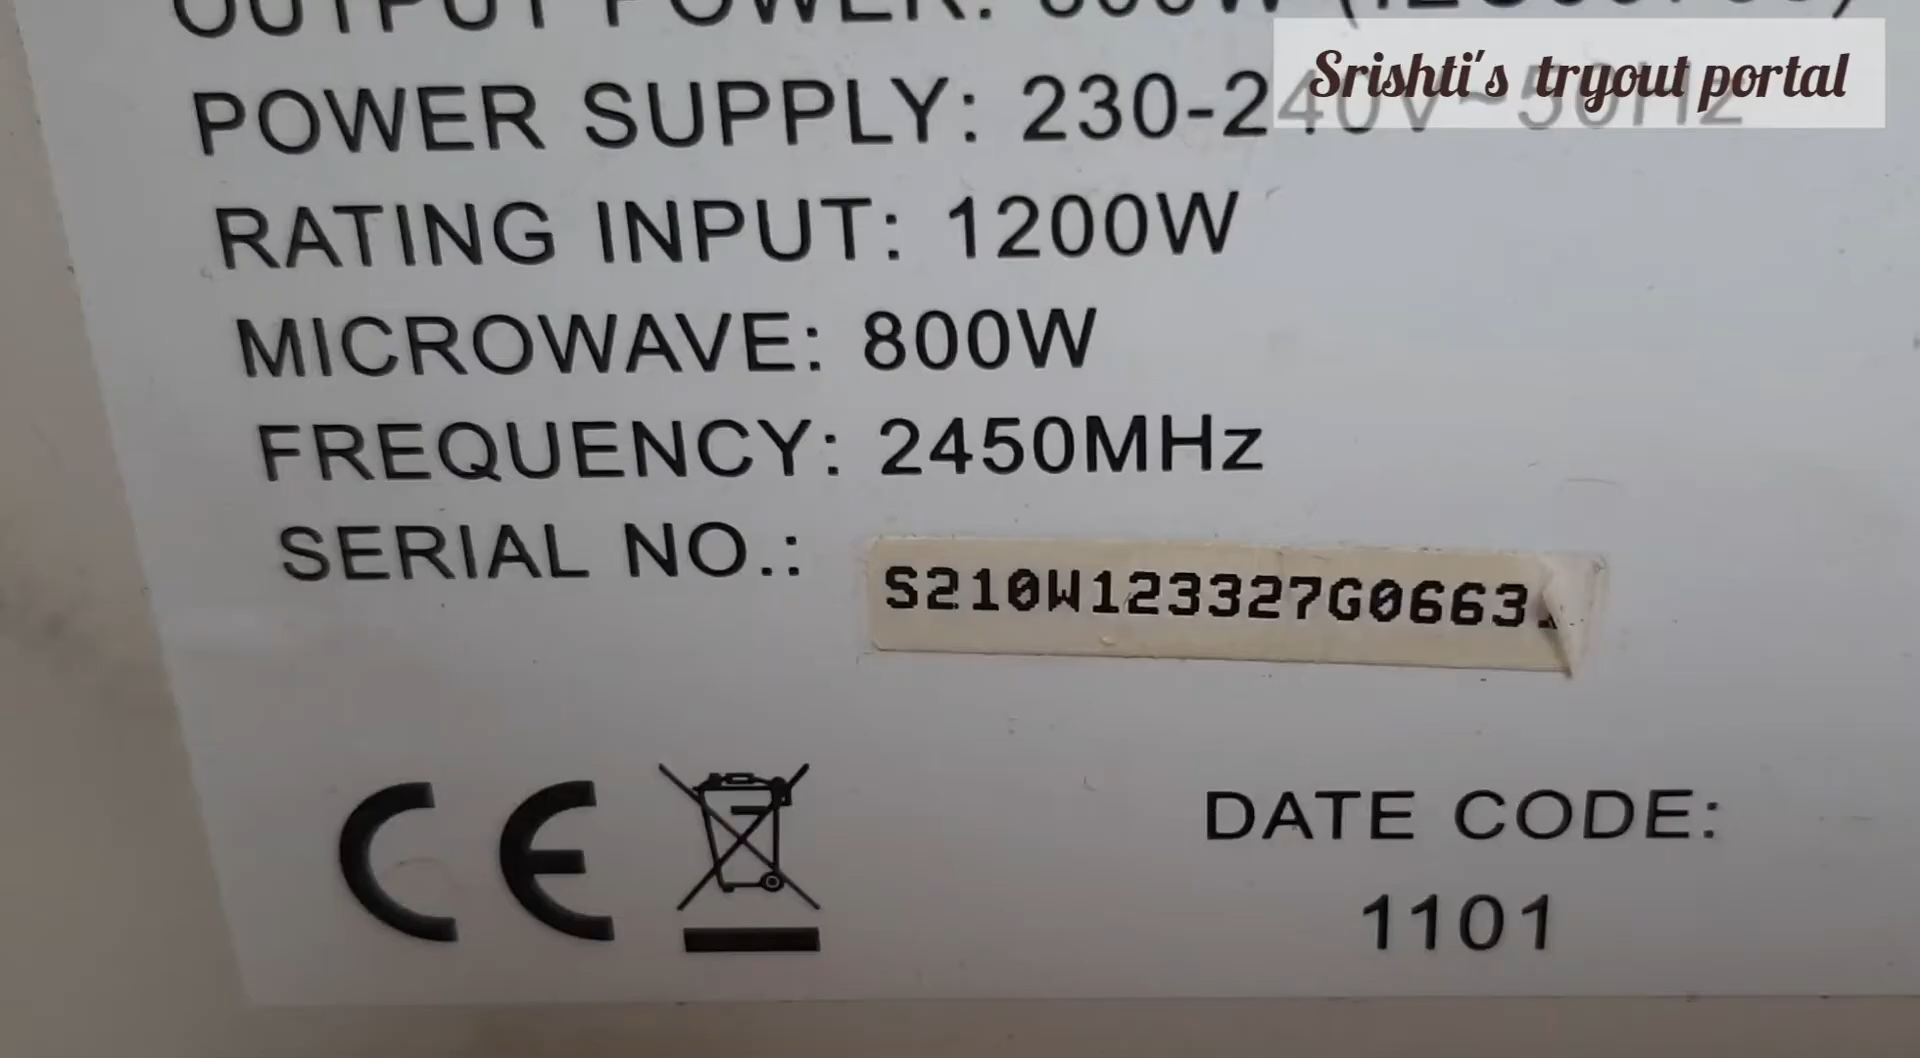 OUTPUT POWER: 800W
Srishti's tryout portal
POWER SUPPLY: 230-240V~50Hz
RATING INPUT: 1200W
MICROWAVE: 800W
FREQUENCY: 2450MHz
SERIAL NO.: S210W123327G0663
CE
DATE CODE:
1101